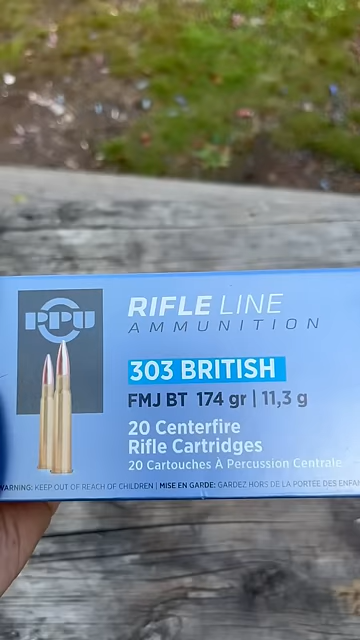 PPU
RIFLE LINE
AMMUNITION
303 BRITISH
FMJ BT 174 gr | 11,3 g
20 Centerfire
Rifle Cartridges
20 Cartouches À Percussion Centrale
WARNING: KEEP OUT OF REACH OF CHILDREN | MISE EN GARDE: GARDEZ HORS DE LA PORTÉE DES ENFAN